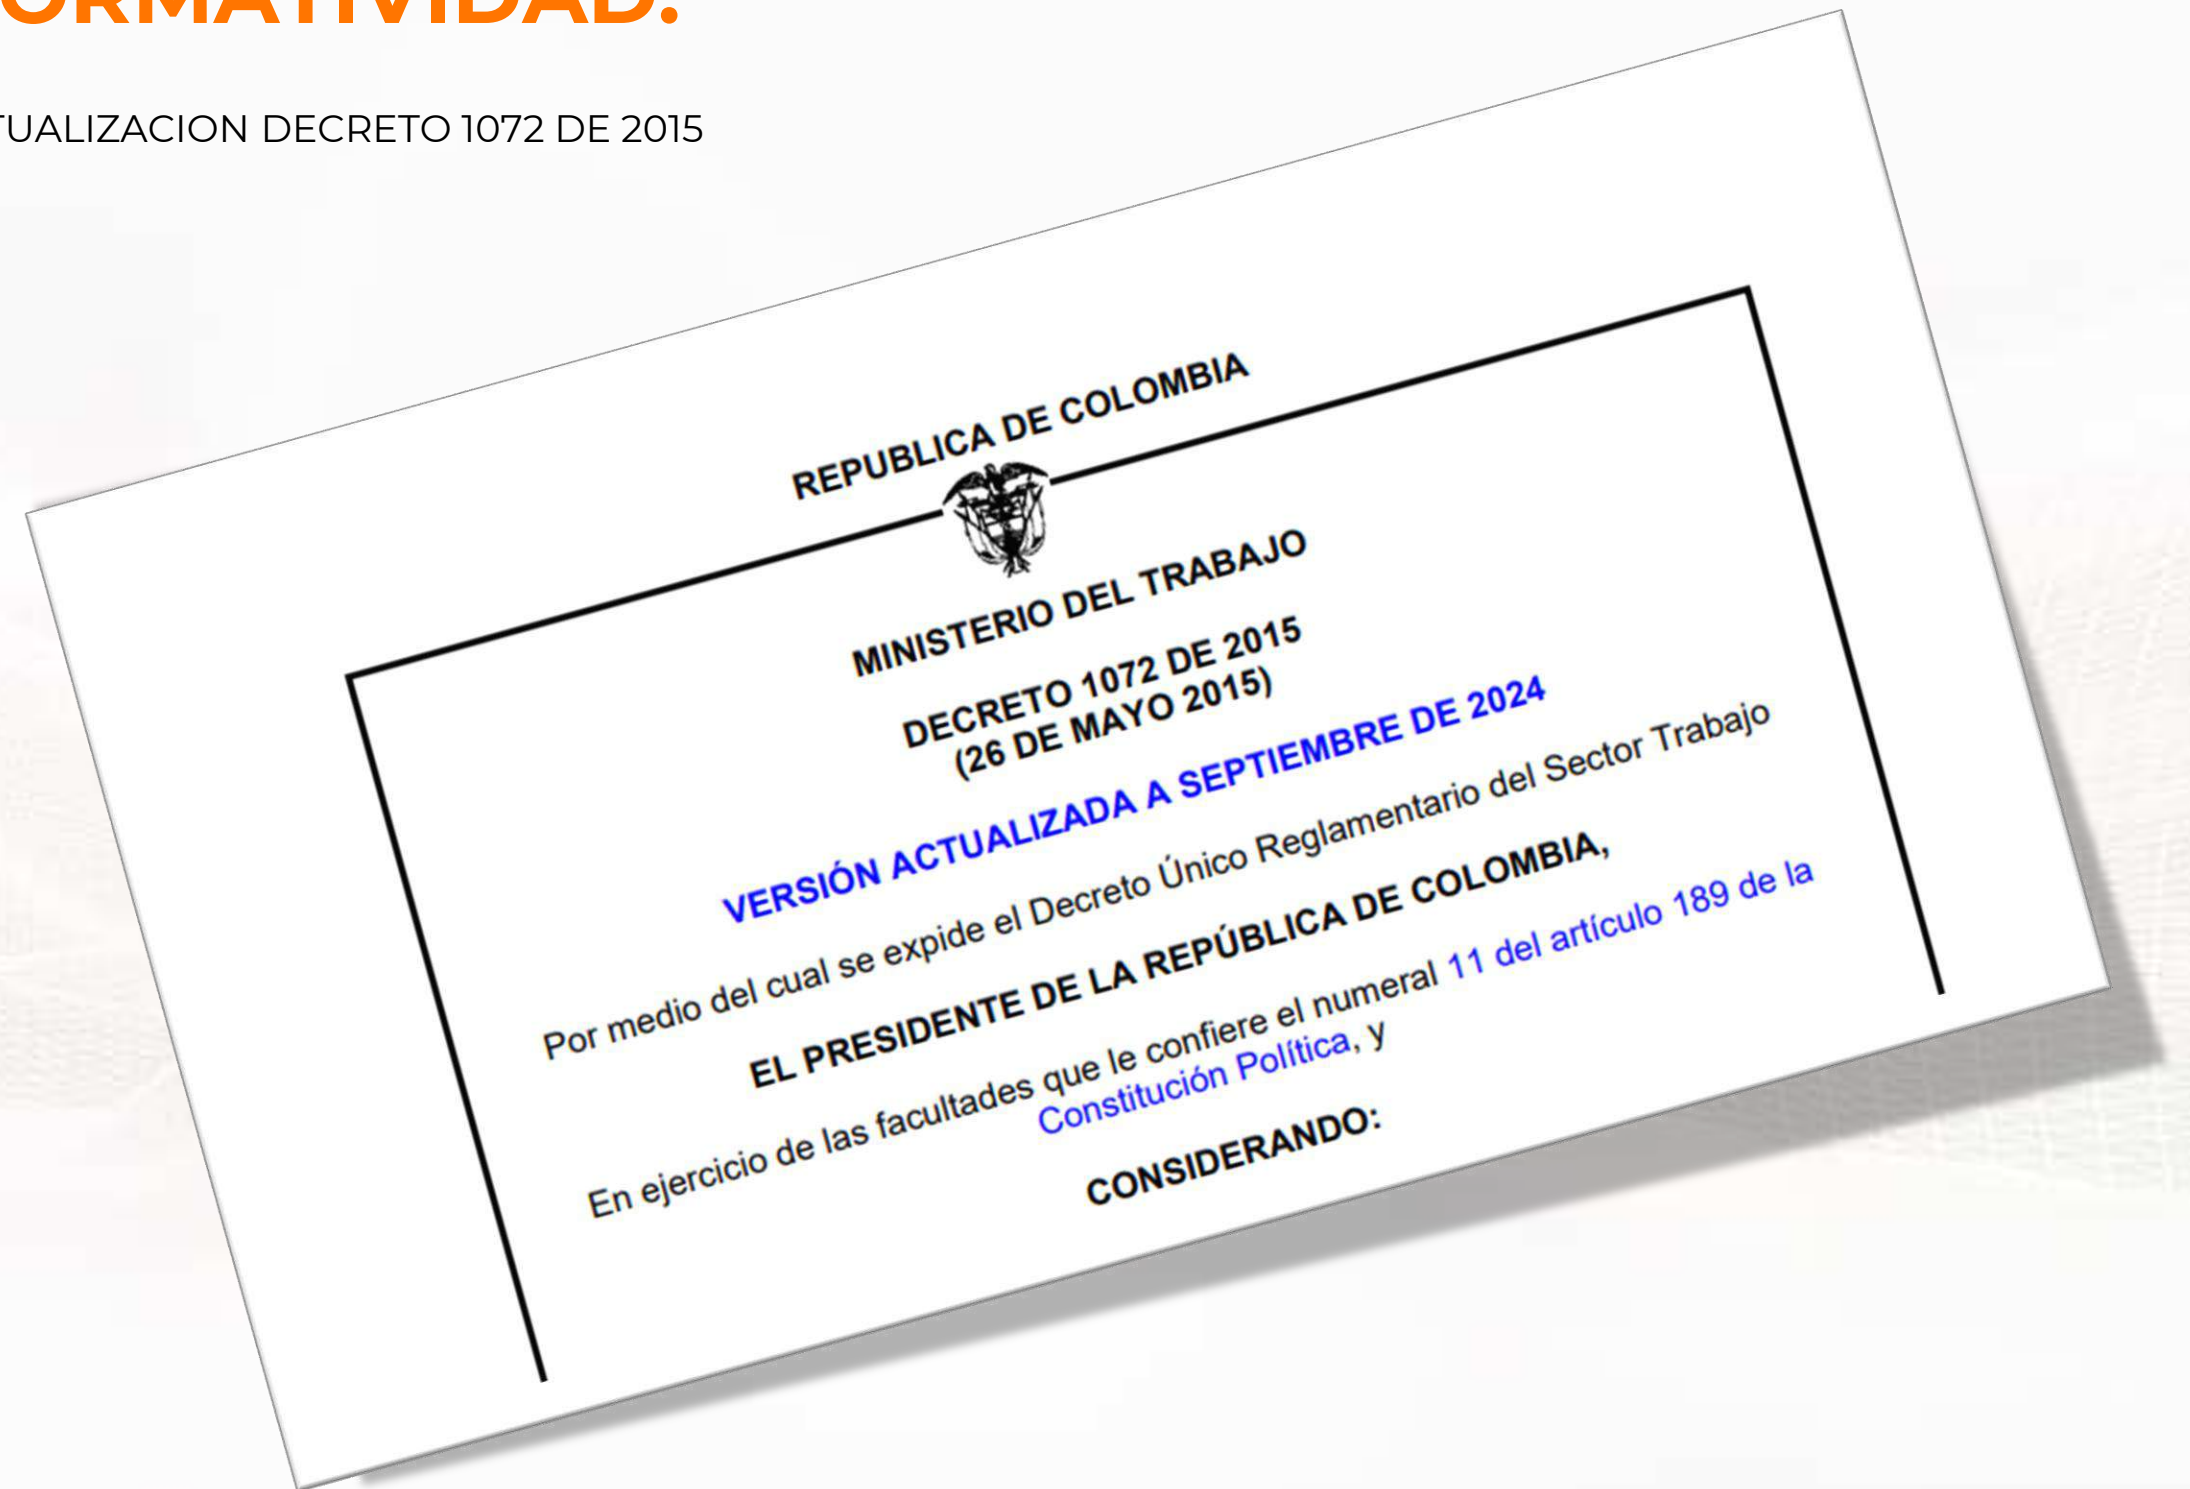 ORMATIVIDAD.
TUALIZACION DECRETO 1072 DE 2015
REPUBLICA DE COLOMBIA
MINISTERIO DEL TRABAJO
DECRETO 1072 DE 2015
(26 DE MAYO 2015)
VERSIÓN ACTUALIZADA A SEPTIEMBRE DE 2024
Por medio del cual se expide el Decreto Único Reglamentario del Sector Trabajo
EL PRESIDENTE DE LA REPÚBLICA DE COLOMBIA,
En ejercicio de las facultades que le confiere el numeral 11 del artículo 189 de la
Constitución Política, y
CONSIDERANDO: